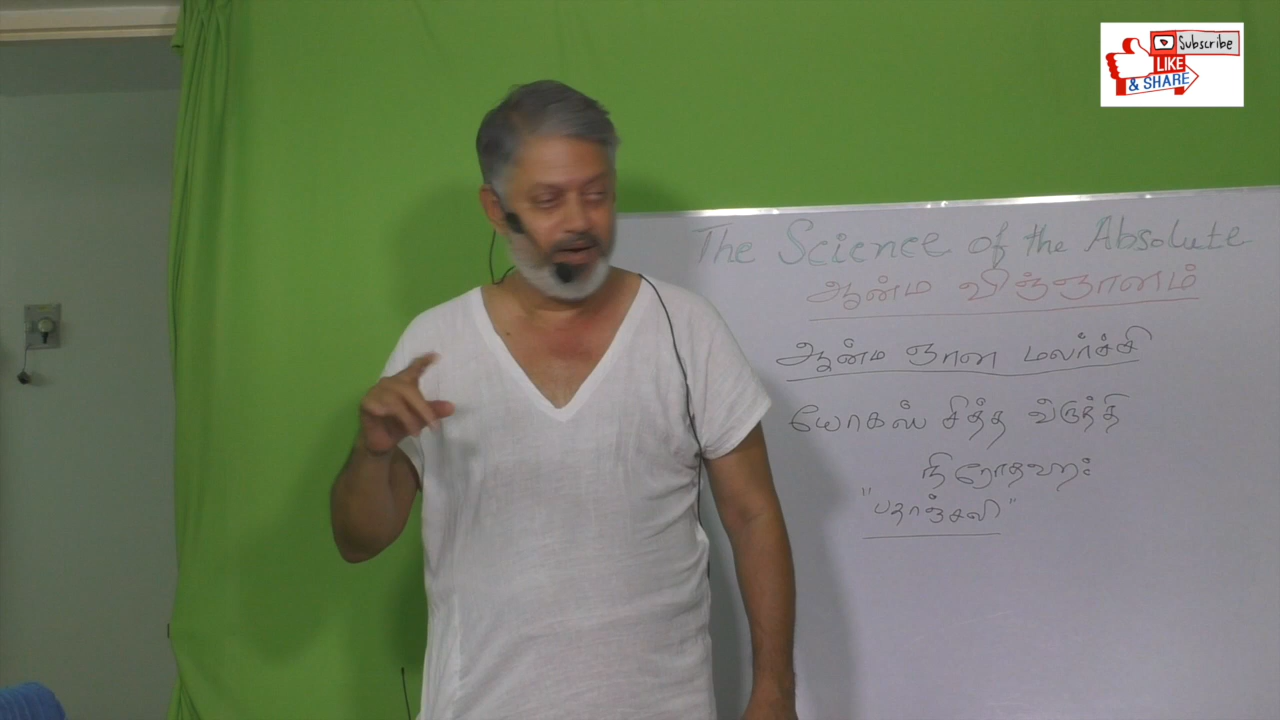 Subscribe
LIKE
& SHARE
The Science of the Absolute
ஆன்ம விஞ்ஞானம்
ஆன்ம ஞான மலர்ச்சி
யோகஸ் சித்த விருத்தி
நிரோதஹ:
"பதாஞ்சலி"